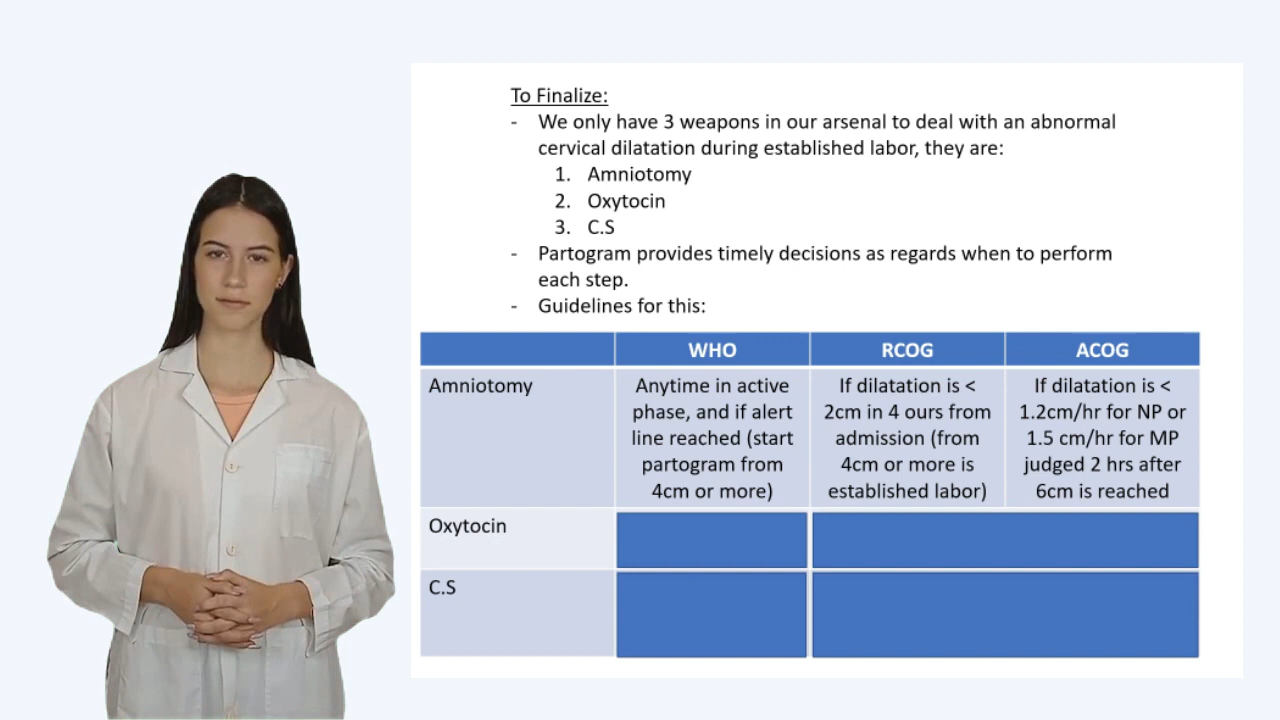 To Finalize:
- We only have 3 weapons in our arsenal to deal with an abnormal
cervical dilatation during established labor, they are:
1. Amniotomy
2. Oxytocin
3. C.S
- Partogram provides timely decisions as regards when to perform
each step.
- Guidelines for this:
WHO RCOG ACOG
Amniotomy
Anytime in active
phase, and if alert
line reached (start
partogram from
4cm or more)
If dilatation is <
2cm in 4 ours from
admission (from
4cm or more is
established labor)
If dilatation is <
1.2cm/hr for NP or
1.5 cm/hr for MP
judged 2 hrs after
6cm is reached
Oxytocin
C.S